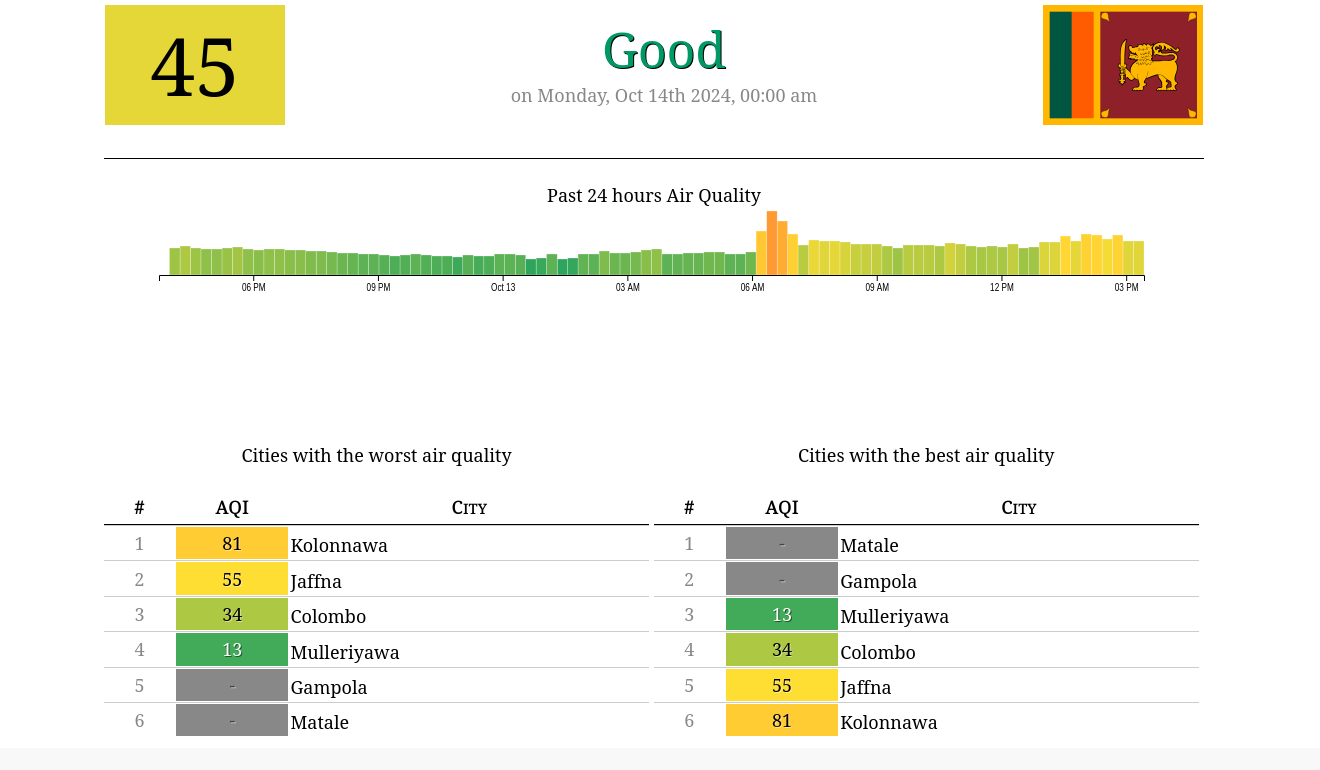 45
Good
on Monday, Oct 14th 2024, 00:00 am
Past 24 hours Air Quality
06 PM 09 PM Oct 13 03 AM 06 AM 09 AM 12 PM 03 PM
Cities with the worst air quality
# AQI City
1 81 Kolonnawa
2 55 Jaffna
3 34 Colombo
4 13 Mulleriyawa
5 - Gampola
6 - Matale
Cities with the best air quality
# AQI City
1 - Matale
2 - Gampola
3 13 Mulleriyawa
4 34 Colombo
5 55 Jaffna
6 81 Kolonnawa